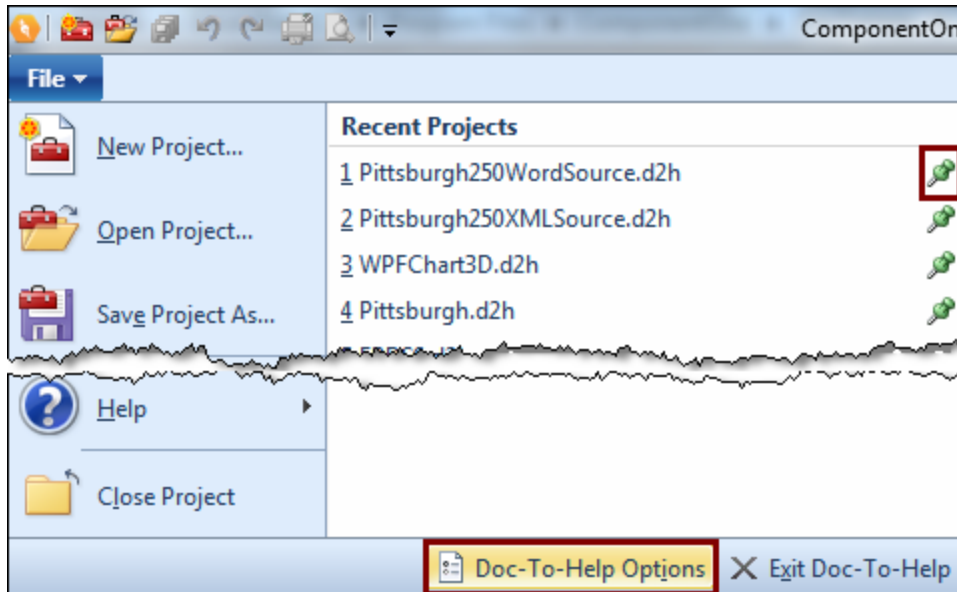 ComponentOn
File
Recent Projects
New Project...
1 Pittsburgh250WordSource.d2h
2 Pittsburgh250XMLSource.d2h
Open Project...
3 WPFChart3D.d2h
Save Project As...
4 Pittsburgh.d2h
Help
Close Project
Doc-To-Help Options
Exit Doc-To-Help